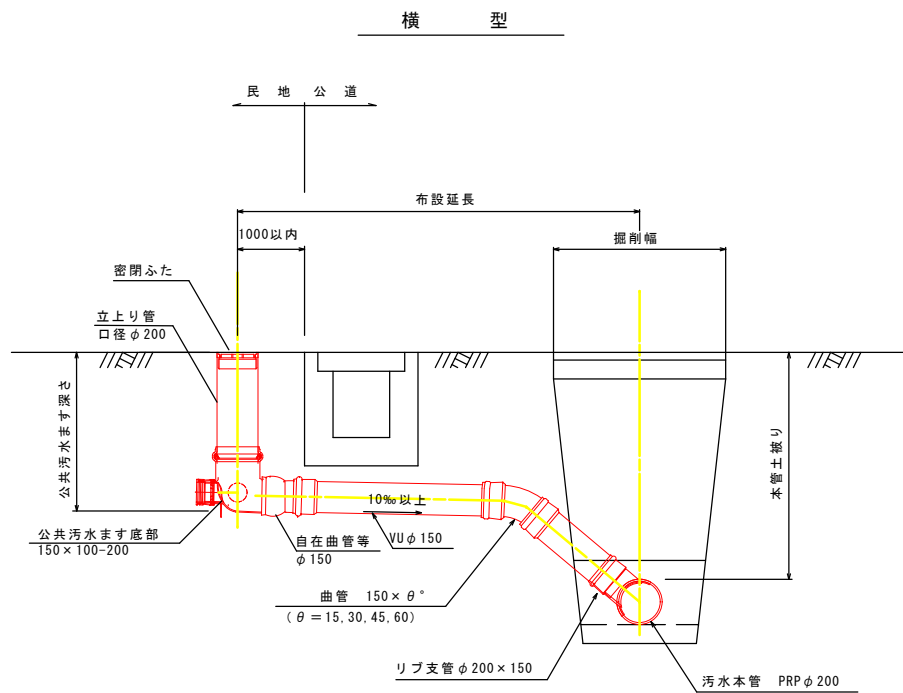 横 型
民 地 公 道
布設延長
1000以内
掘削幅
密閉ふた
立上り管
口径φ200
公共汚水ます深さ
本管土被り
10‰以上
公共汚水ます底部
150×100-200
自在曲管等
φ150
VUφ150
曲管 150×θ°
(θ=15,30,45,60)
リブ支管φ200×150
汚水本管 PRPφ200